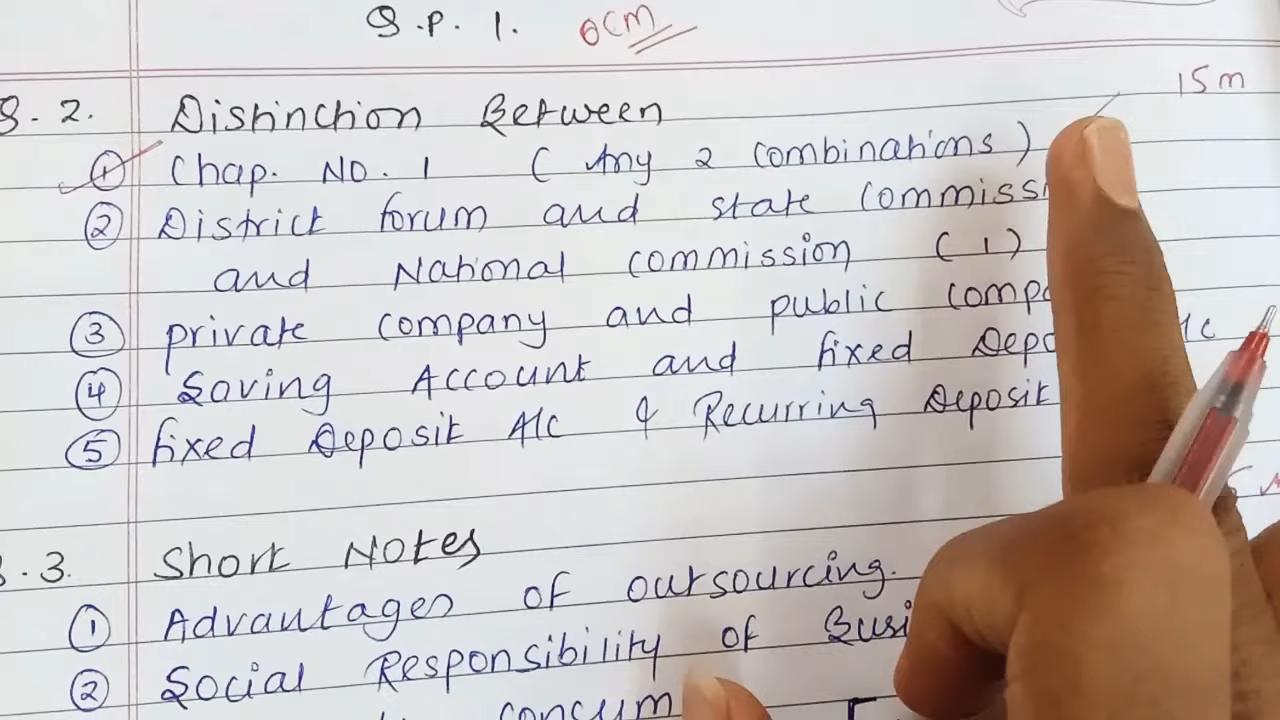 Q.P. 1. OCM
Q.2. Distinction Between 15m
① Chap. No. 1 (Any 2 combinations)
② District forum and state commissi
and National commission (1)
③ private company and public comp
④ Saving Account and fixed Depo A/c
⑤ fixed Deposit A/c & Recurring Deposit
Q.3. Short Notes
① Advantages of outsourcing.
② Social Responsibility of Busi